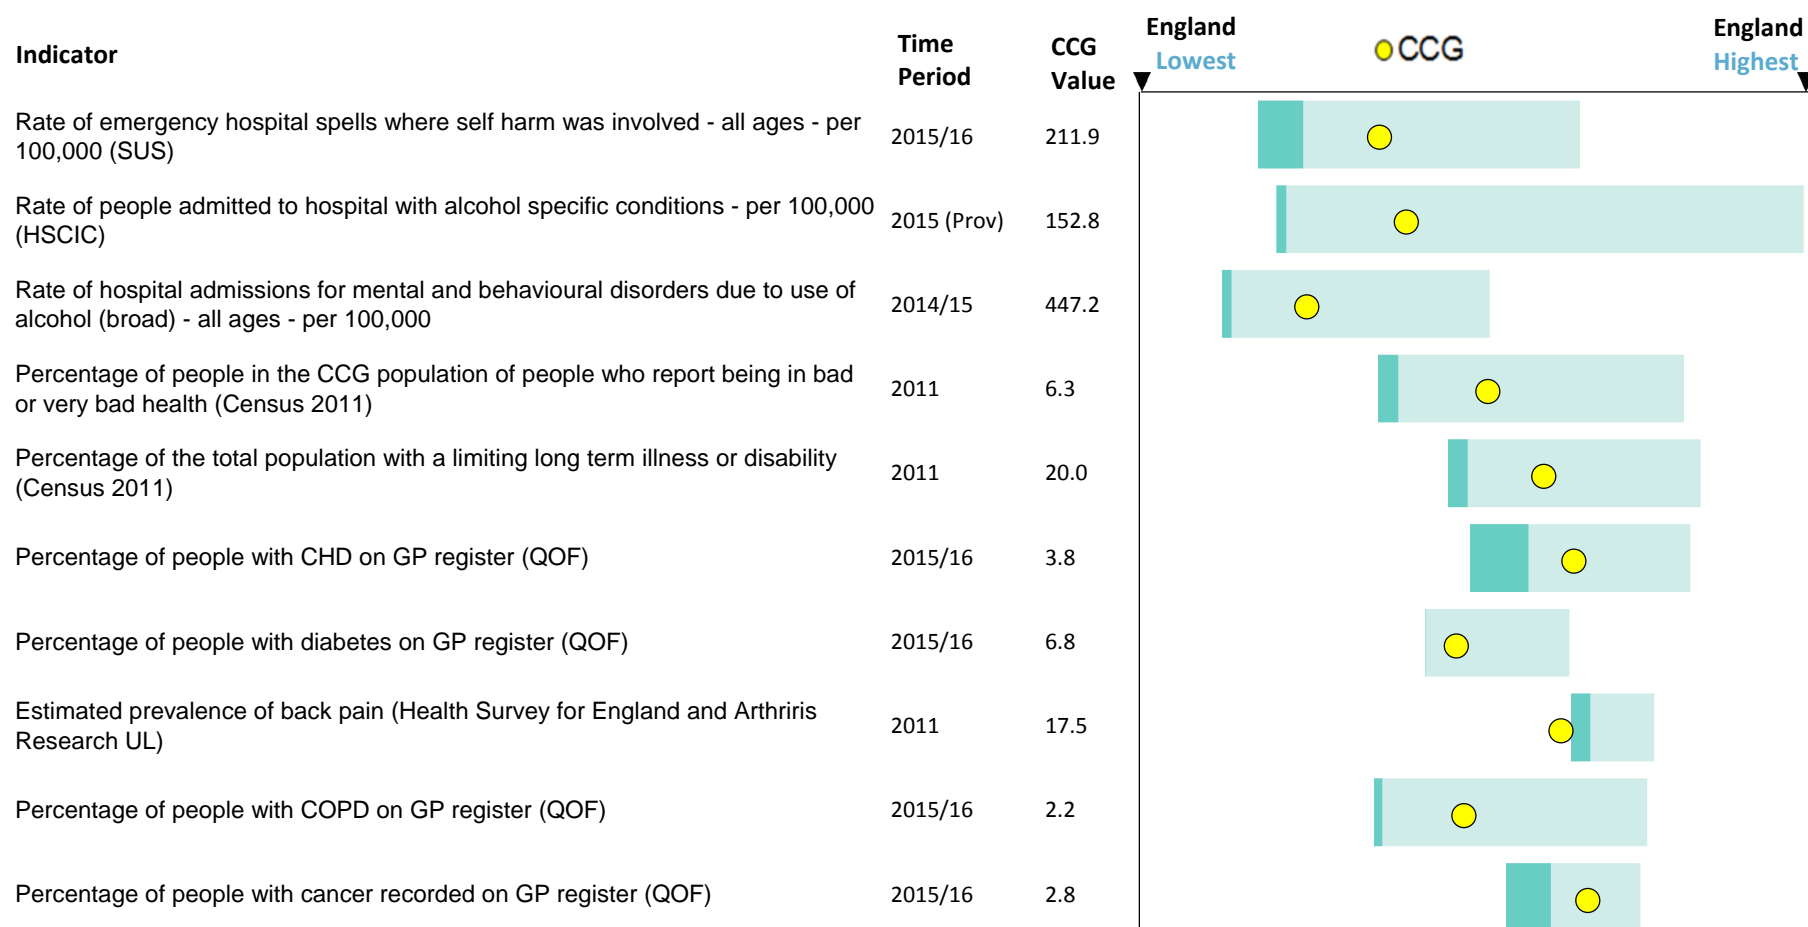 Indicator
Time
Period
CCG
Value
England
Lowest
CCG
England
Highest
Rate of emergency hospital spells where self harm was involved - all ages - per
100,000 (SUS)
2015/16
211.9
Rate of people admitted to hospital with alcohol specific conditions - per 100,000
(HSCIC)
2015 (Prov)
152.8
Rate of hospital admissions for mental and behavioural disorders due to use of
alcohol (broad) - all ages - per 100,000
2014/15
447.2
Percentage of people in the CCG population of people who report being in bad
or very bad health (Census 2011)
2011
6.3
Percentage of the total population with a limiting long term illness or disability
(Census 2011)
2011
20.0
Percentage of people with CHD on GP register (QOF)
2015/16
3.8
Percentage of people with diabetes on GP register (QOF)
2015/16
6.8
Estimated prevalence of back pain (Health Survey for England and Arthriris
Research UL)
2011
17.5
Percentage of people with COPD on GP register (QOF)
2015/16
2.2
Percentage of people with cancer recorded on GP register (QOF)
2015/16
2.8